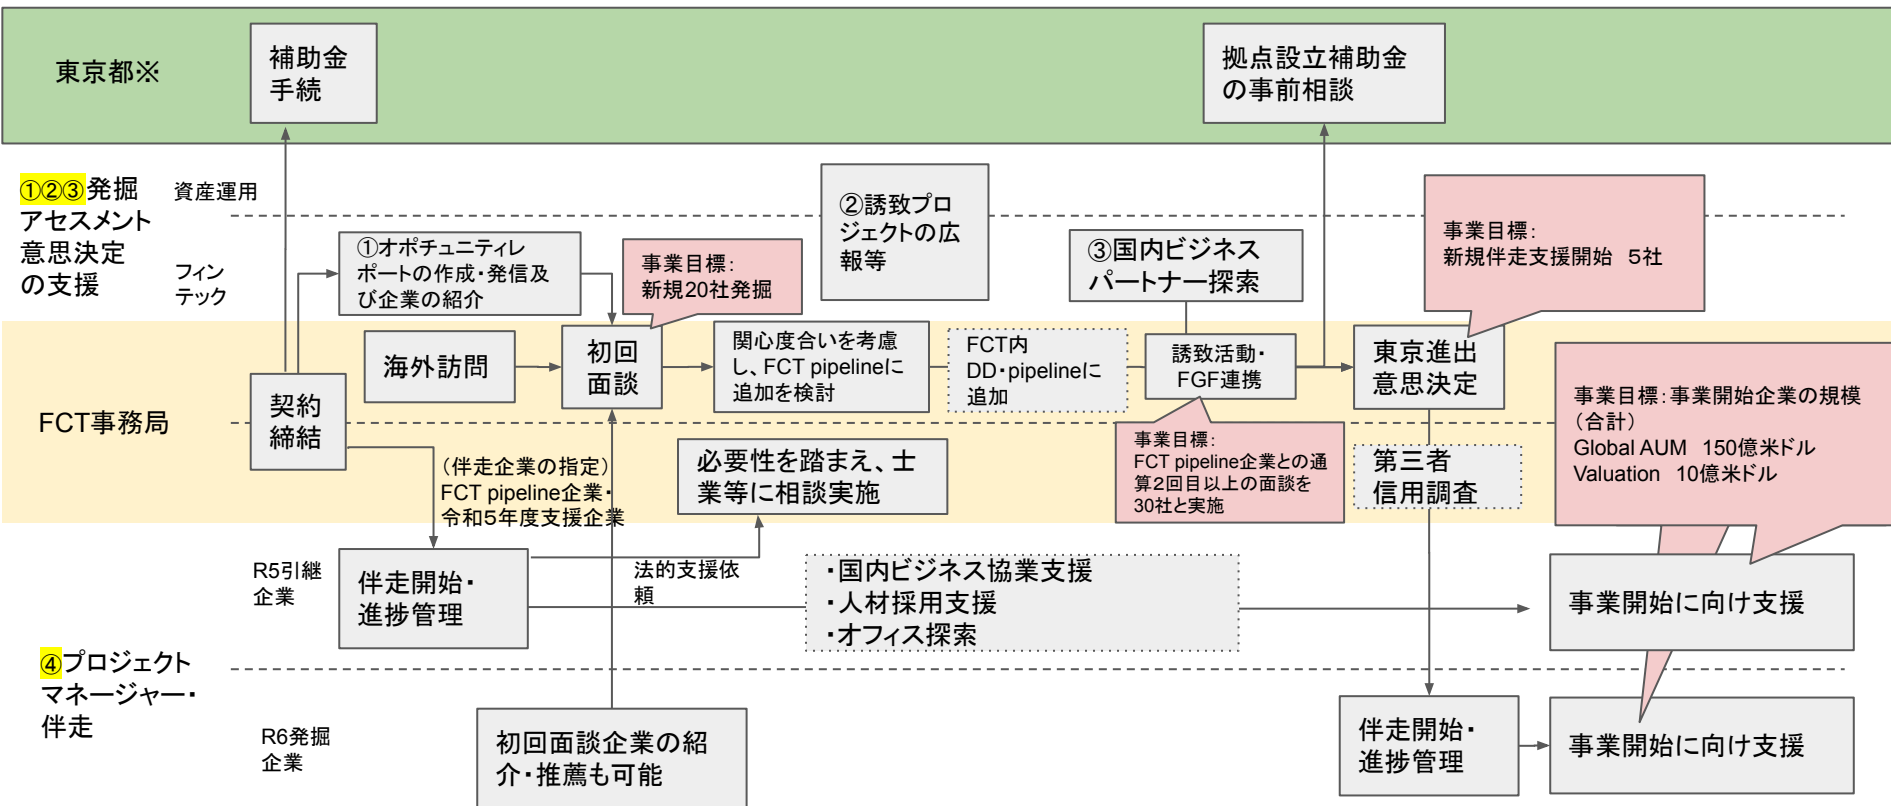 東京都※
補助金
手続
拠点設立補助金
の事前相談
①②③発掘
アセスメント
意思決定
の支援
資産運用
フィン
テック
①オポチュニティレ
ポートの作成・発信及
び企業の紹介
事業目標：
新規20社発掘
②誘致プロ
ジェクトの広
報等
③国内ビジネス
パートナー探索
事業目標：
新規伴走支援開始 5社
FCT事務局
契約
締結
海外訪問
初回
面談
関心度合いを考慮
し、FCT pipelineに
追加を検討
FCT内
DD・pipelineに
追加
誘致活動・
FGF連携
東京進出
意思決定
事業目標：事業開始企業の規模
（合計）
Global AUM 150億米ドル
Valuation 10億米ドル
（伴走企業の指定）
FCT pipeline企業・
令和5年度支援企業
必要性を踏まえ、士
業等に相談実施
事業目標：
FCT pipeline企業との通
算2回目以上の面談を
30社と実施
第三者
信用調査
④プロジェクト
マネージャー・
伴走
R5引継
企業
伴走開始・
進捗管理
法的支援依
頼
・国内ビジネス協業支援
・人材採用支援
・オフィス探索
事業開始に向け支援
R6発掘
企業
初回面談企業の紹
介・推薦も可能
伴走開始・
進捗管理
事業開始に向け支援